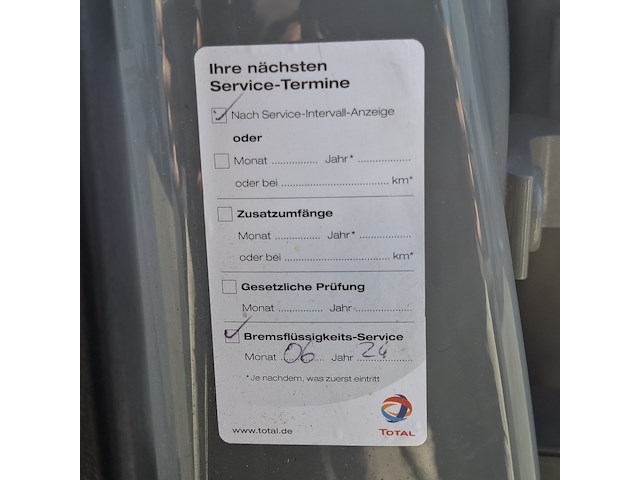 Ihre nächsten
Service-Termine
Nach Service-Intervall-Anzeige
oder
Monat ............... Jahr* .................
oder bei ................................... km*
Zusatzumfänge
Monat ............... Jahr* .................
oder bei ................................... km*
Gesetzliche Prüfung
Monat ............... Jahr .................
Bremsflüssigkeits-Service
Monat 06 Jahr 24
*Je nachdem, was zuerst eintritt
www.total.de
TOTAL